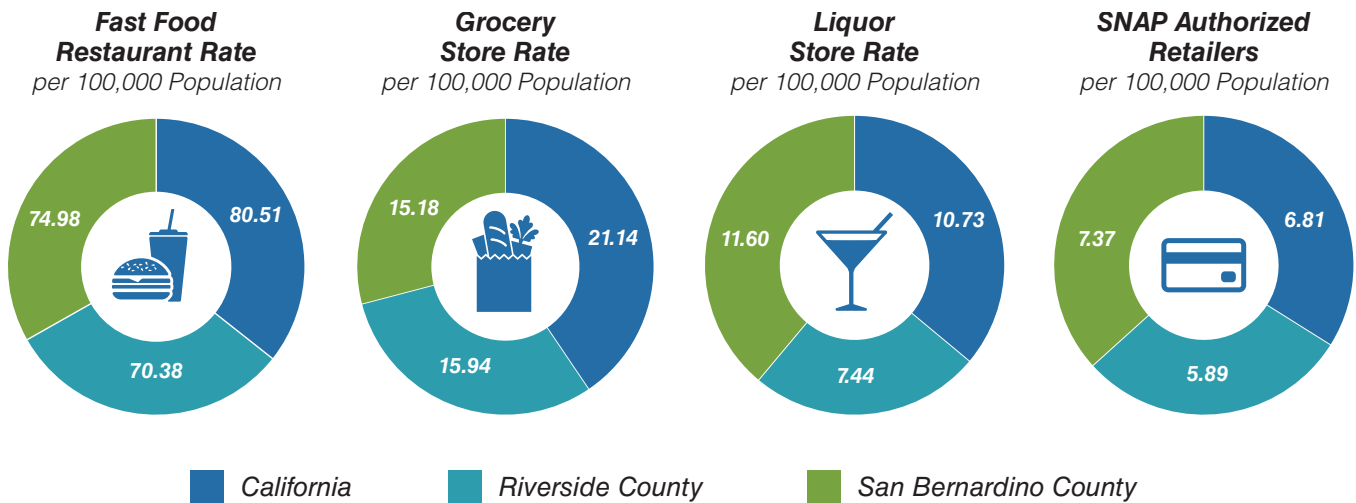 Fast Food
Restaurant Rate
per 100,000 Population
74.98
80.51
70.38
Grocery
Store Rate
per 100,000 Population
15.18
21.14
15.94
Liquor
Store Rate
per 100,000 Population
11.60
10.73
7.44
SNAP Authorized
Retailers
per 100,000 Population
7.37
6.81
5.89
California
Riverside County
San Bernardino County